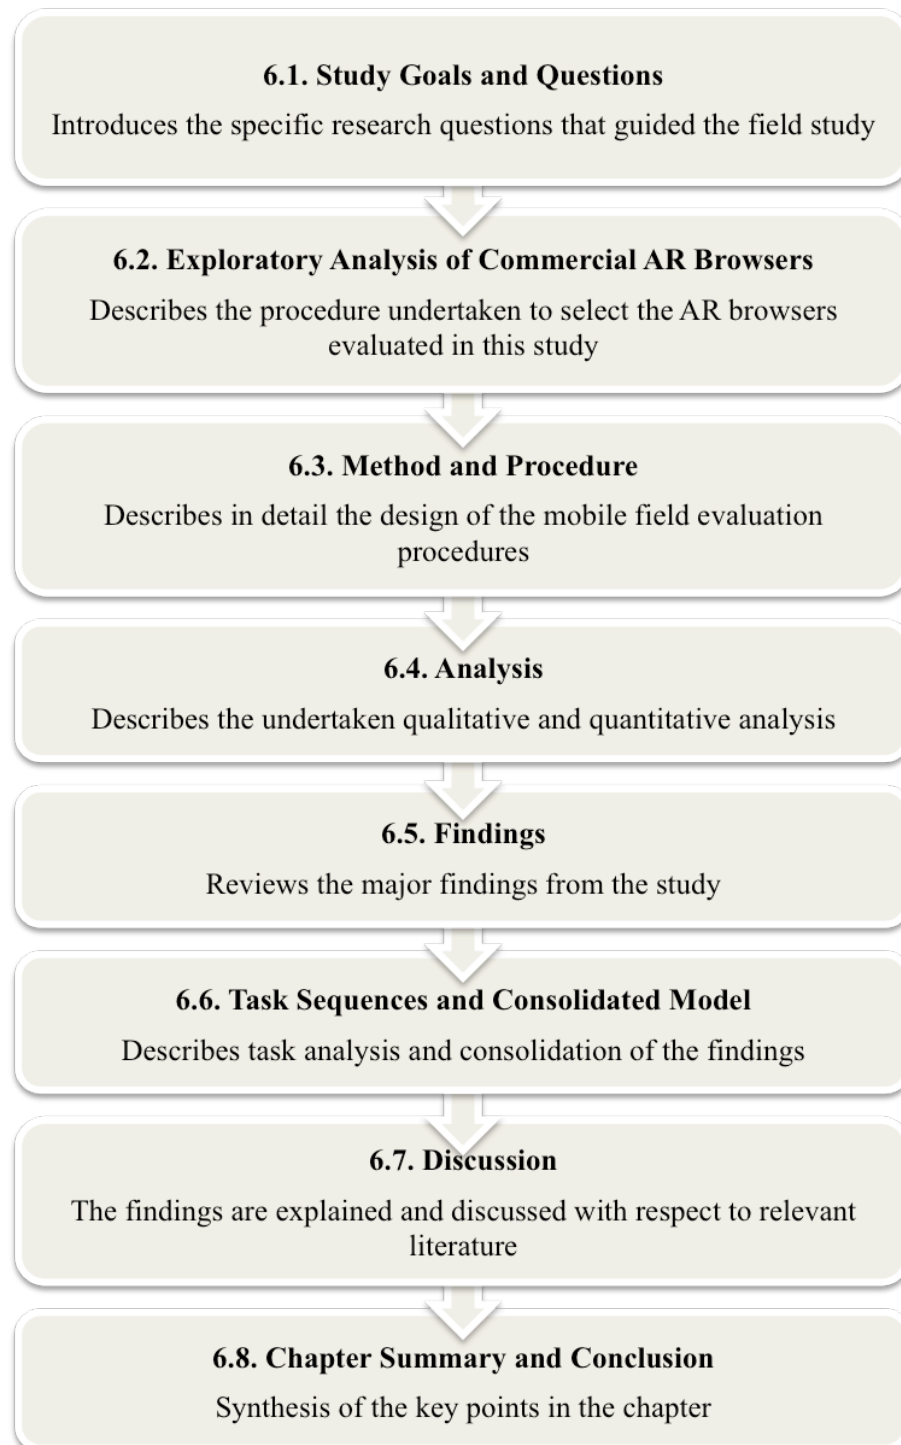 6.1. Study Goals and Questions
Introduces the specific research questions that guided the field study
6.2. Exploratory Analysis of Commercial AR Browsers
Describes the procedure undertaken to select the AR browsers
evaluated in this study
6.3. Method and Procedure
Describes in detail the design of the mobile field evaluation
procedures
6.4. Analysis
Describes the undertaken qualitative and quantitative analysis
6.5. Findings
Reviews the major findings from the study
6.6. Task Sequences and Consolidated Model
Describes task analysis and consolidation of the findings
6.7. Discussion
The findings are explained and discussed with respect to relevant
literature
6.8. Chapter Summary and Conclusion
Synthesis of the key points in the chapter